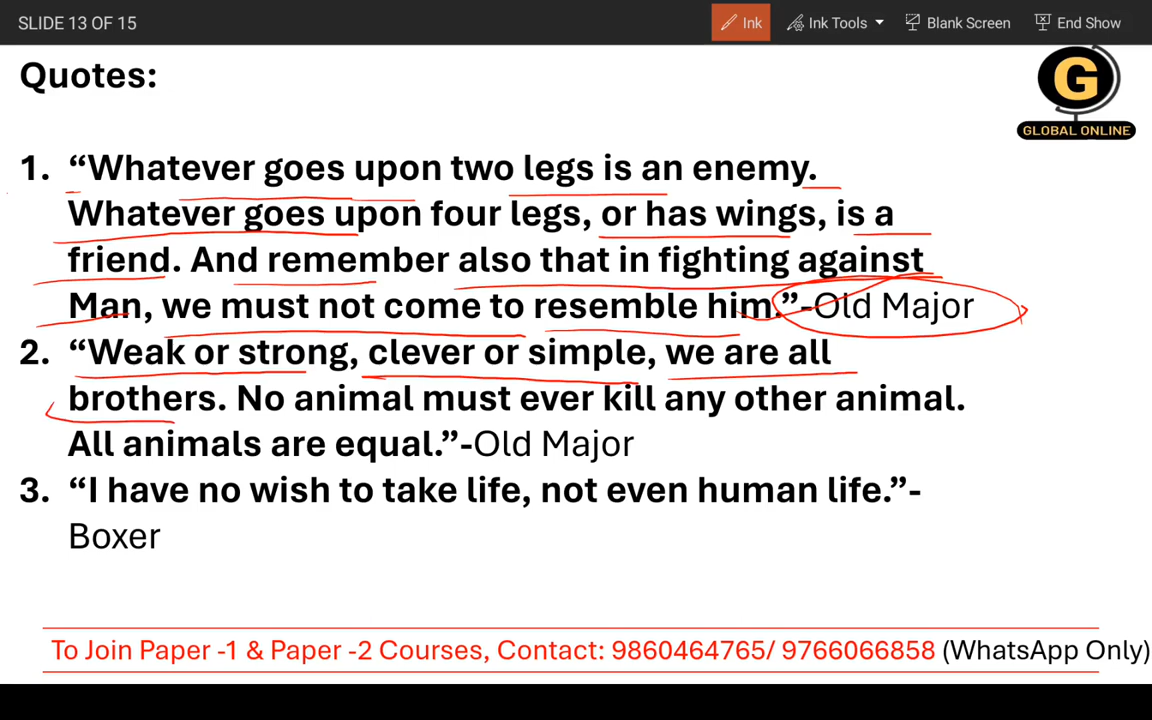 SLIDE 13 OF 15
Ink
Ink Tools
Blank Screen
End Show
Quotes:
G
GLOBAL ONLINE
1. “Whatever goes upon two legs is an enemy.
Whatever goes upon four legs, or has wings, is a
friend. And remember also that in fighting against
Man, we must not come to resemble him.”-Old Major
2. “Weak or strong, clever or simple, we are all
brothers. No animal must ever kill any other animal.
All animals are equal.”-Old Major
3. “I have no wish to take life, not even human life.”-
Boxer
To Join Paper -1 & Paper -2 Courses, Contact: 9860464765/ 9766066858 (WhatsApp Only)